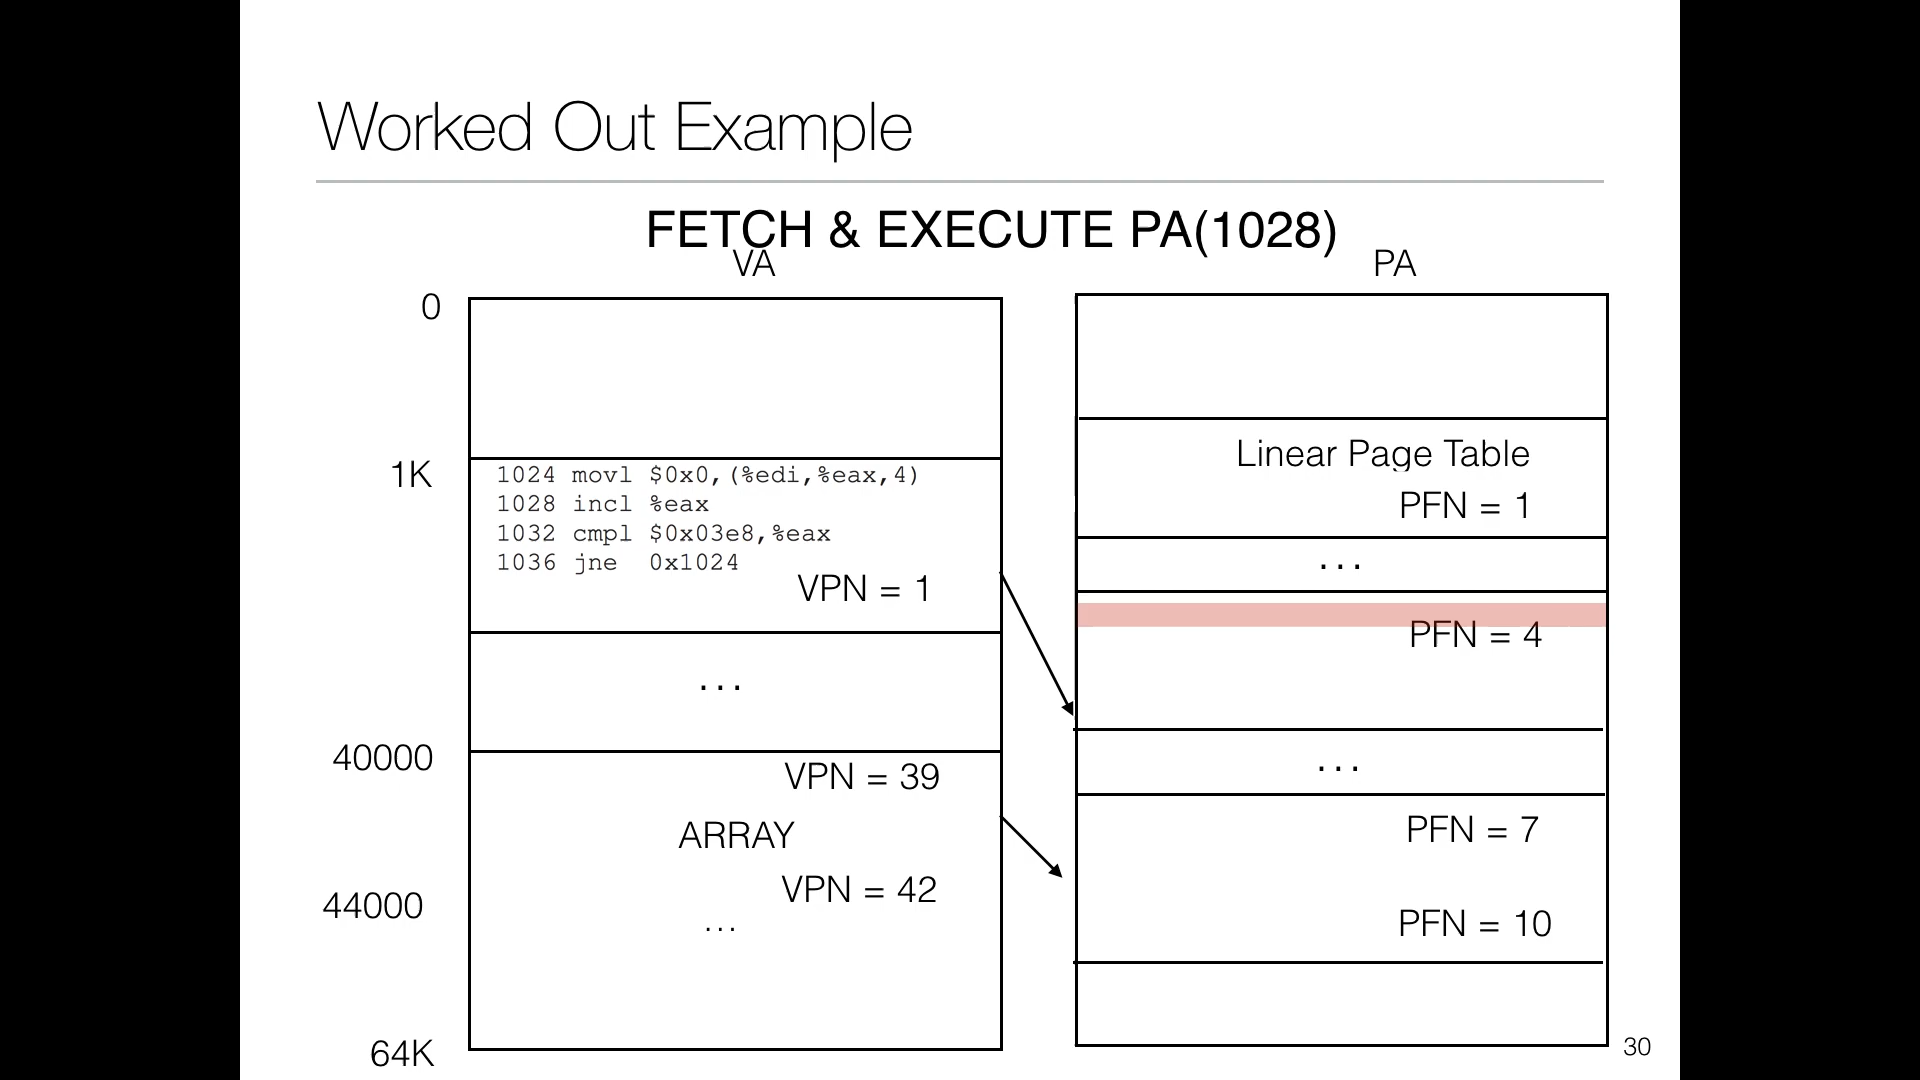 Worked Out Example
FETCH & EXECUTE PA(1028)
VA
PA
0
1K
1024 movl $0x0,(%edi,%eax,4)
1028 incl %eax
1032 cmpl $0x03e8,%eax
1036 jne 0x1024
VPN = 1
...
40000
VPN = 39
ARRAY
44000
VPN = 42
...
64K
Linear Page Table
PFN = 1
...
PFN = 4
...
PFN = 7
PFN = 10
30